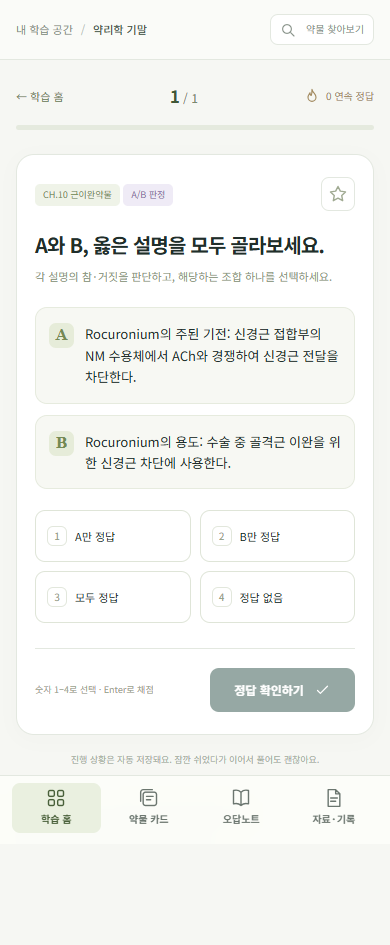 내 학습 공간 / 약리학 기말
약물 찾아보기
← 학습 홈
1 / 1
0 연속 정답
CH.10 근이완약물
A/B 판정
A와 B, 옳은 설명을 모두 골라보세요.
각 설명의 참·거짓을 판단하고, 해당하는 조합 하나를 선택하세요.
A
Rocuronium의 주된 기전: 신경근 접합부의
NM 수용체에서 ACh와 경쟁하여 신경근 전달을
차단한다.
B
Rocuronium의 용도: 수술 중 골격근 이완을 위
한 신경근 차단에 사용한다.
1 A만 정답
2 B만 정답
3 모두 정답
4 정답 없음
숫자 1–4로 선택 · Enter로 채점
정답 확인하기
진행 상황은 자동 저장돼요. 잠깐 쉬었다가 이어서 풀어도 괜찮아요.
학습 홈
약물 카드
오답노트
자료·기록